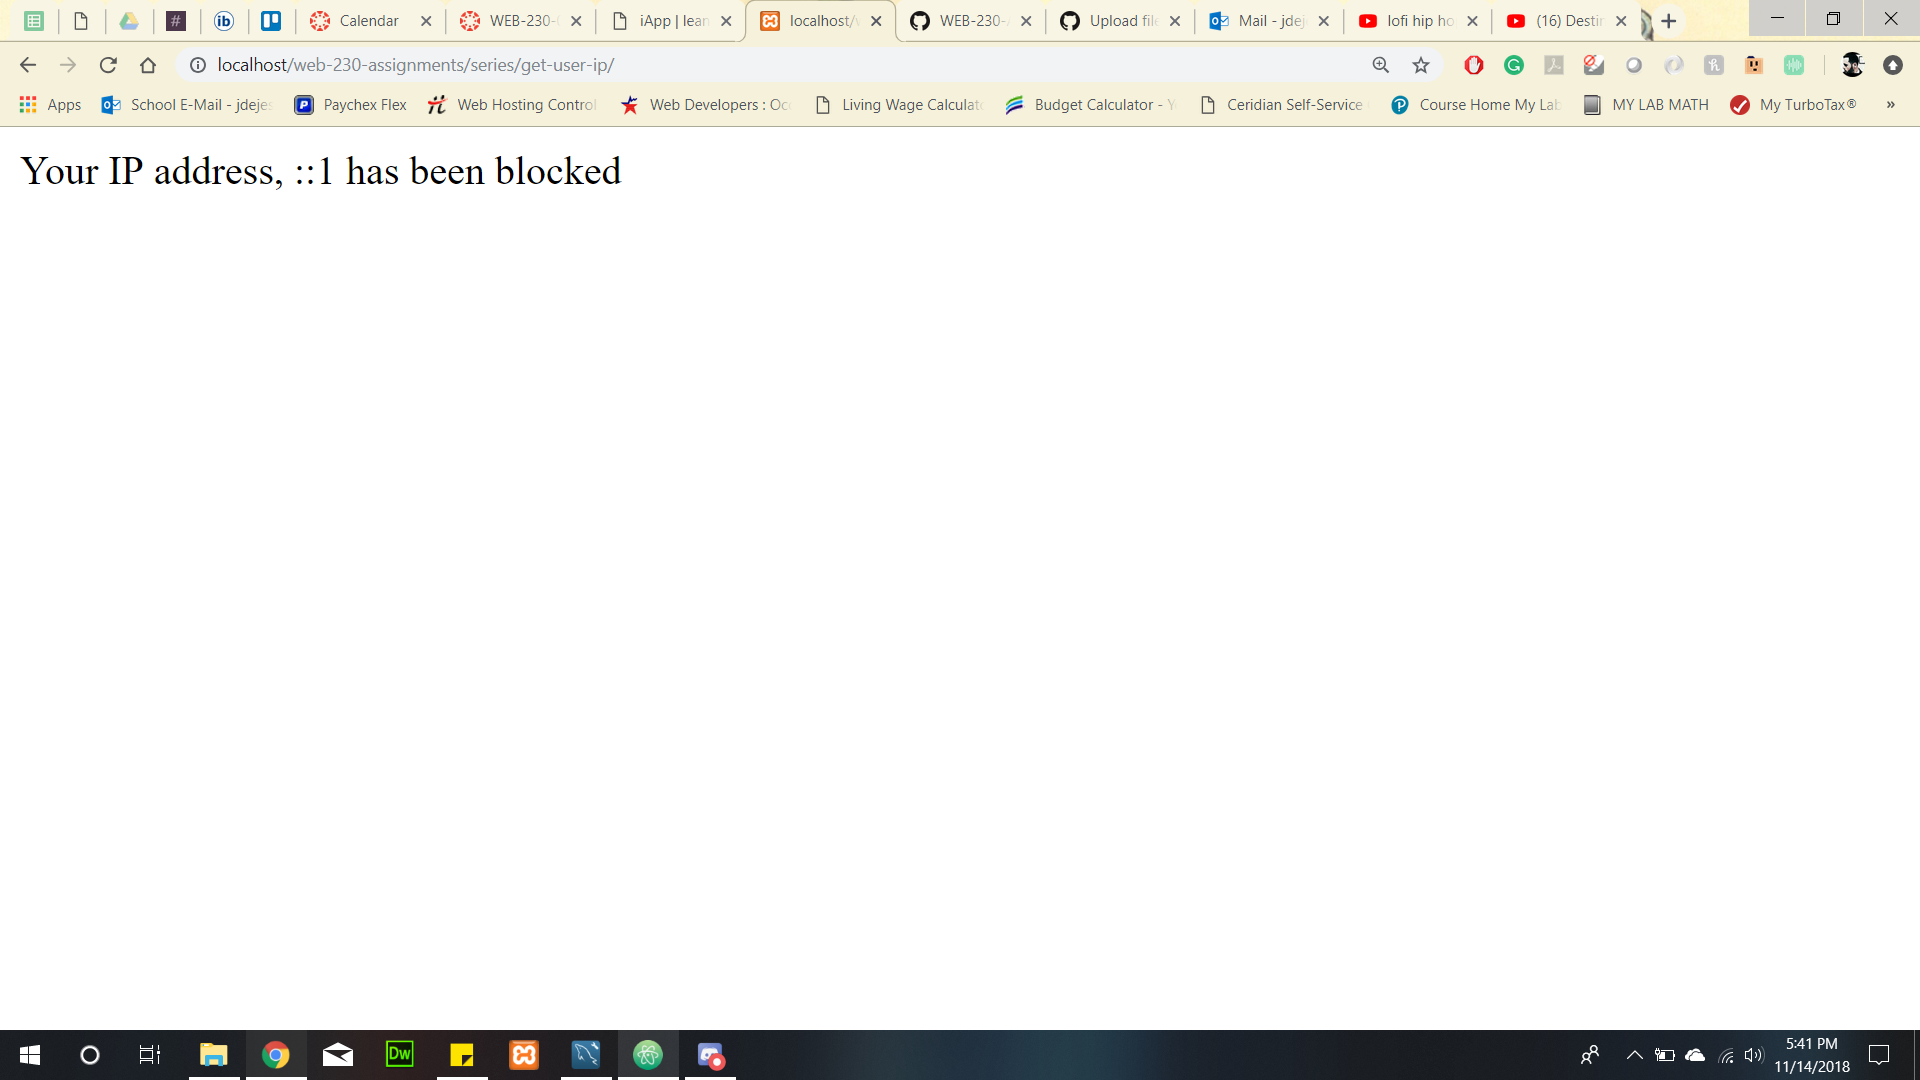 Calendar
WEB-230-
iApp | lear
localhost/
WEB-230-
Upload file
Mail - jdej
lofi hip ho
(16) Destin
localhost/web-230-assignments/series/get-user-ip/
Apps
School E-Mail - jdejes
Paychex Flex
Web Hosting Control
Web Developers : Oc
Living Wage Calculat
Budget Calculator - Y
Ceridian Self-Service
Course Home My Lab
MY LAB MATH
My TurboTax®
»
Your IP address, ::1 has been blocked
5:41 PM
11/14/2018